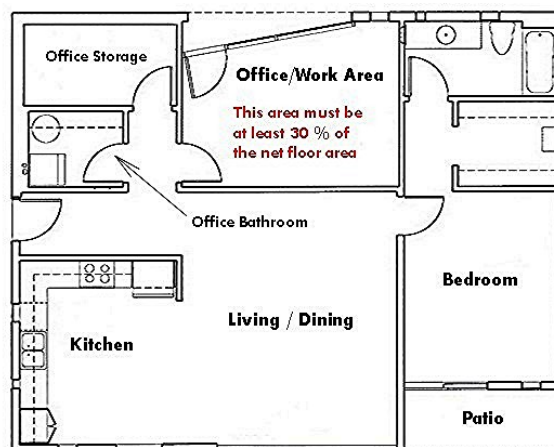 Office Storage
Office/Work Area
This area must be
at least 30 % of
the net floor area
Office Bathroom
Bedroom
Living / Dining
Kitchen
Patio